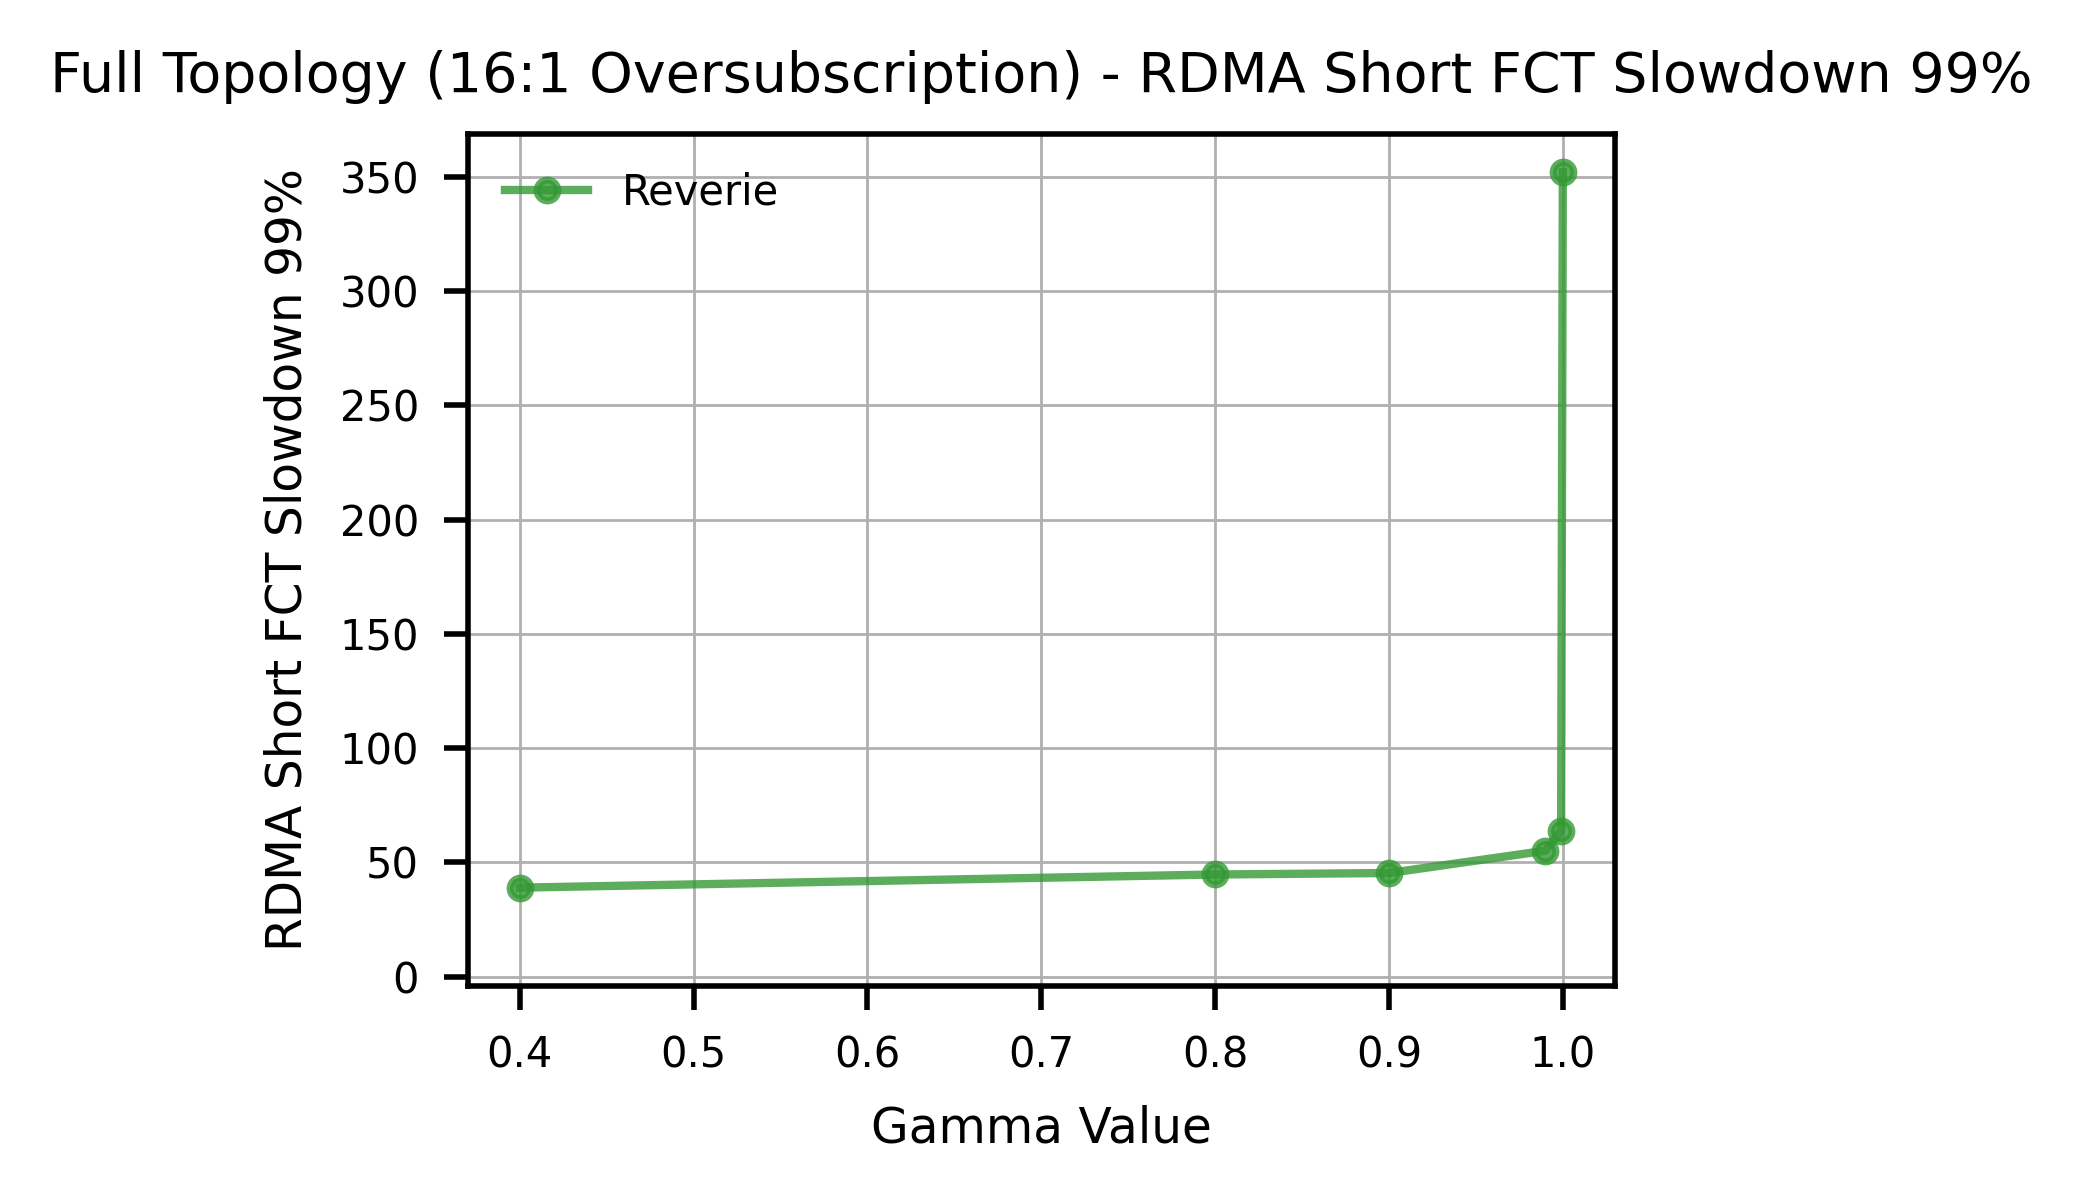 Full Topology (16:1 Oversubscription) - RDMA Short FCT Slowdown 99%
RDMA Short FCT Slowdown 99%
350
300
250
200
150
100
50
0
Reverie
0.4 0.5 0.6 0.7 0.8 0.9 1.0
Gamma Value